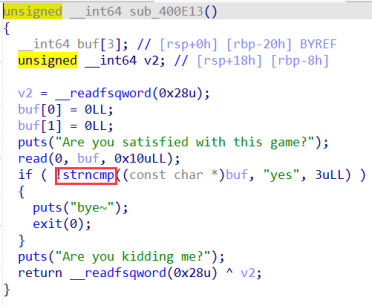 unsigned __int64 sub_400E13()
{
  __int64 buf[3]; // [rsp+0h] [rbp-20h] BYREF
  unsigned __int64 v2; // [rsp+18h] [rbp-8h]

  v2 = __readfsqword(0x28u);
  buf[0] = 0LL;
  buf[1] = 0LL;
  puts("Are you satisfied with this game?");
  read(0, buf, 0x10uLL);
  if ( !strncmp((const char *)buf, "yes", 3uLL) )
  {
    puts("bye~");
    exit(0);
  }
  puts("Are you kidding me?");
  return __readfsqword(0x28u) ^ v2;
}